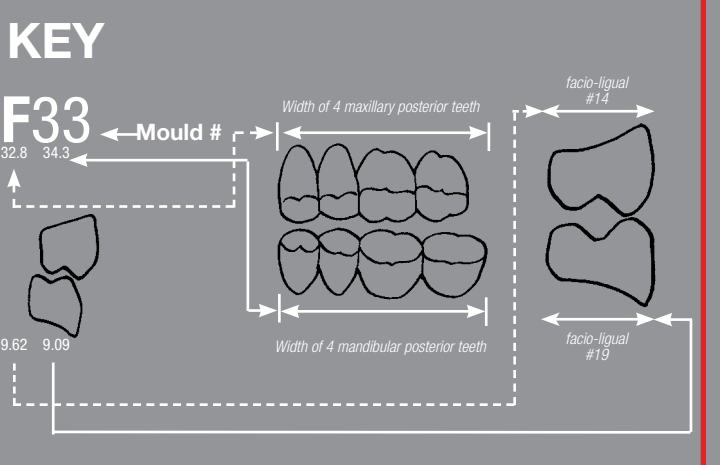 KEY
F33
Mould #
32.8 34.3
9.62 9.09
Width of 4 maxillary posterior teeth
Width of 4 mandibular posterior teeth
facio-ligual
#14
facio-ligual
#19